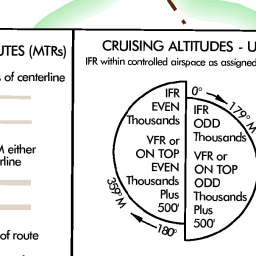 UTES (MTRs)
s of centerline
M either
rline
of route
CRUISING ALTITUDES - U
IFR within controlled airspace as assigned
IFR
EVEN
Thousands
VFR or
ON TOP
EVEN
Thousands
Plus
500'
0°
179°M
IFR
ODD
Thousands
VFR or
ON TOP
ODD
Thousands
Plus
500'
359°M
180°